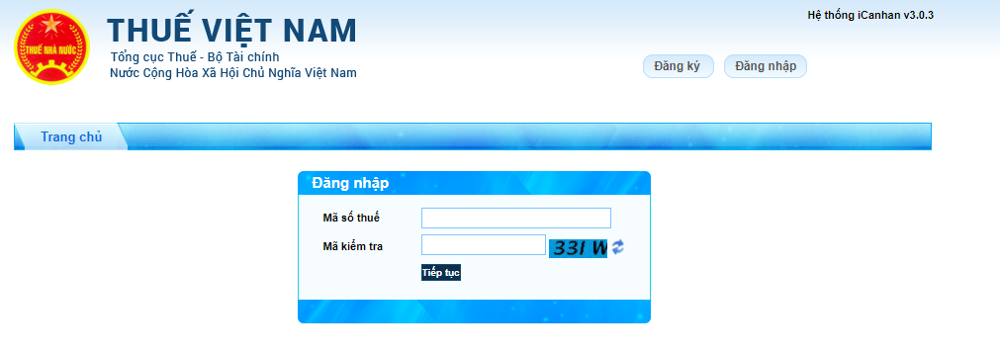 Hệ thống iCanhan v3.0.3
THUẾ VIỆT NAM
Tổng cục Thuế - Bộ Tài chính
Nước Cộng Hòa Xã Hội Chủ Nghĩa Việt Nam
THUẾ NHÀ NƯỚC
Đăng ký
Đăng nhập
Trang chủ
Đăng nhập
Mã số thuế
Mã kiểm tra
33I W
Tiếp tục